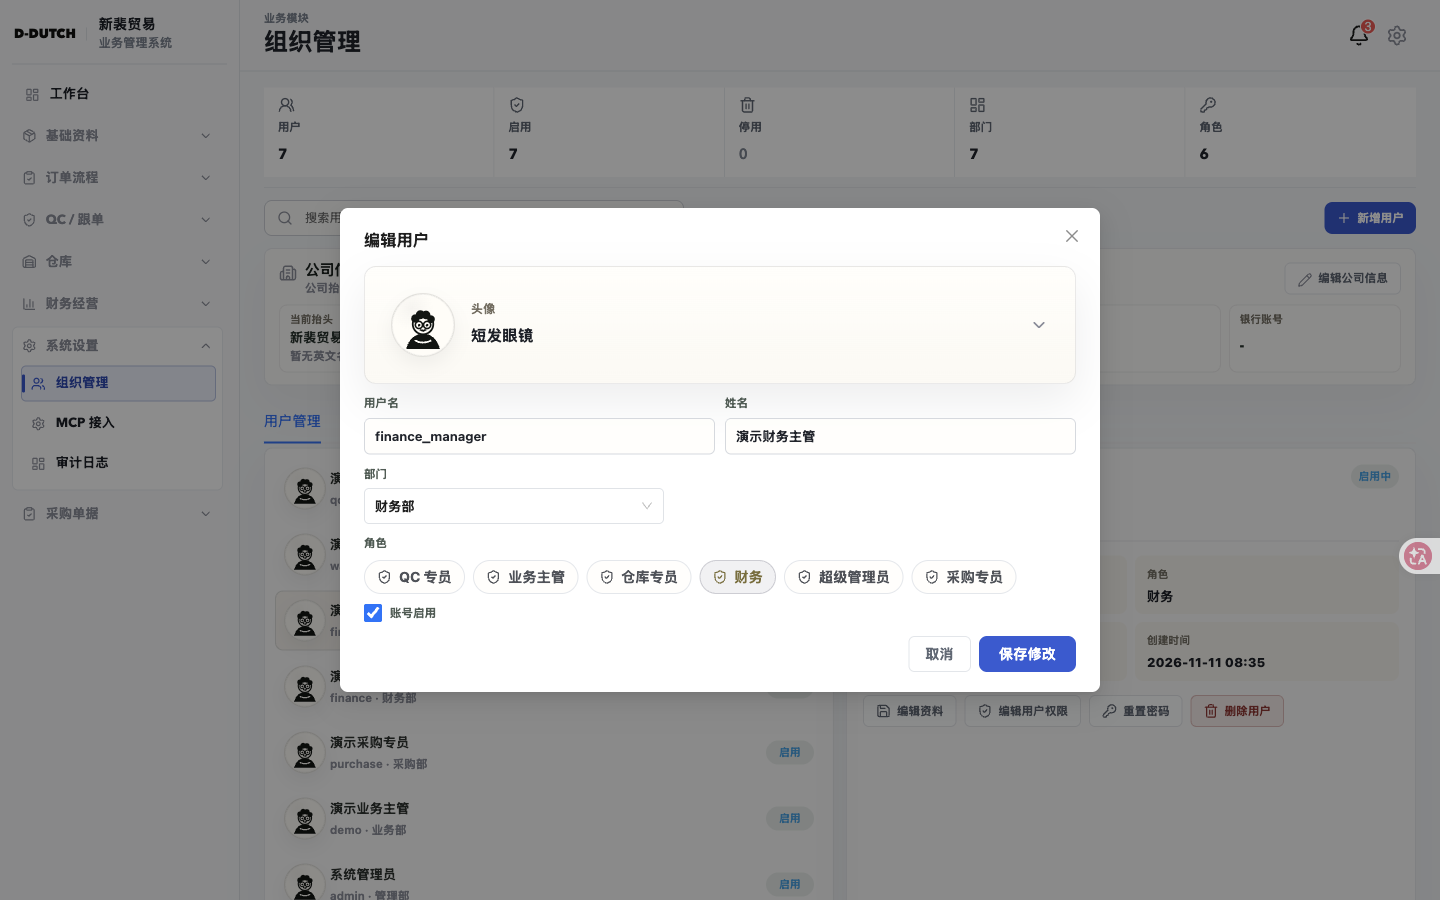 D-DUTCH
新裴贸易
业务管理系统
工作台
基础资料
订单流程
QC / 跟单
仓库
财务经营
系统设置
组织管理
MCP 接入
审计日志
采购单据
业务模块
组织管理
3
用户
7
启用
7
停用
0
部门
7
角色
6
搜索用
新增用户
公司
公司抬
编辑公司信息
当前抬头
新裴贸易
暂无英文
银行账号
-
用户管理
启用中
角色
财务
创建时间
2026-11-11 08:35
编辑资料
编辑用户权限
重置密码
删除用户
finance · 财务部
演示采购专员
purchase · 采购部
启用
演示业务主管
demo · 业务部
启用
系统管理员
admin · 管理部
启用
编辑用户
头像
短发眼镜
用户名
finance_manager
姓名
演示财务主管
部门
财务部
角色
QC 专员
业务主管
仓库专员
财务
超级管理员
采购专员
账号启用
取消
保存修改